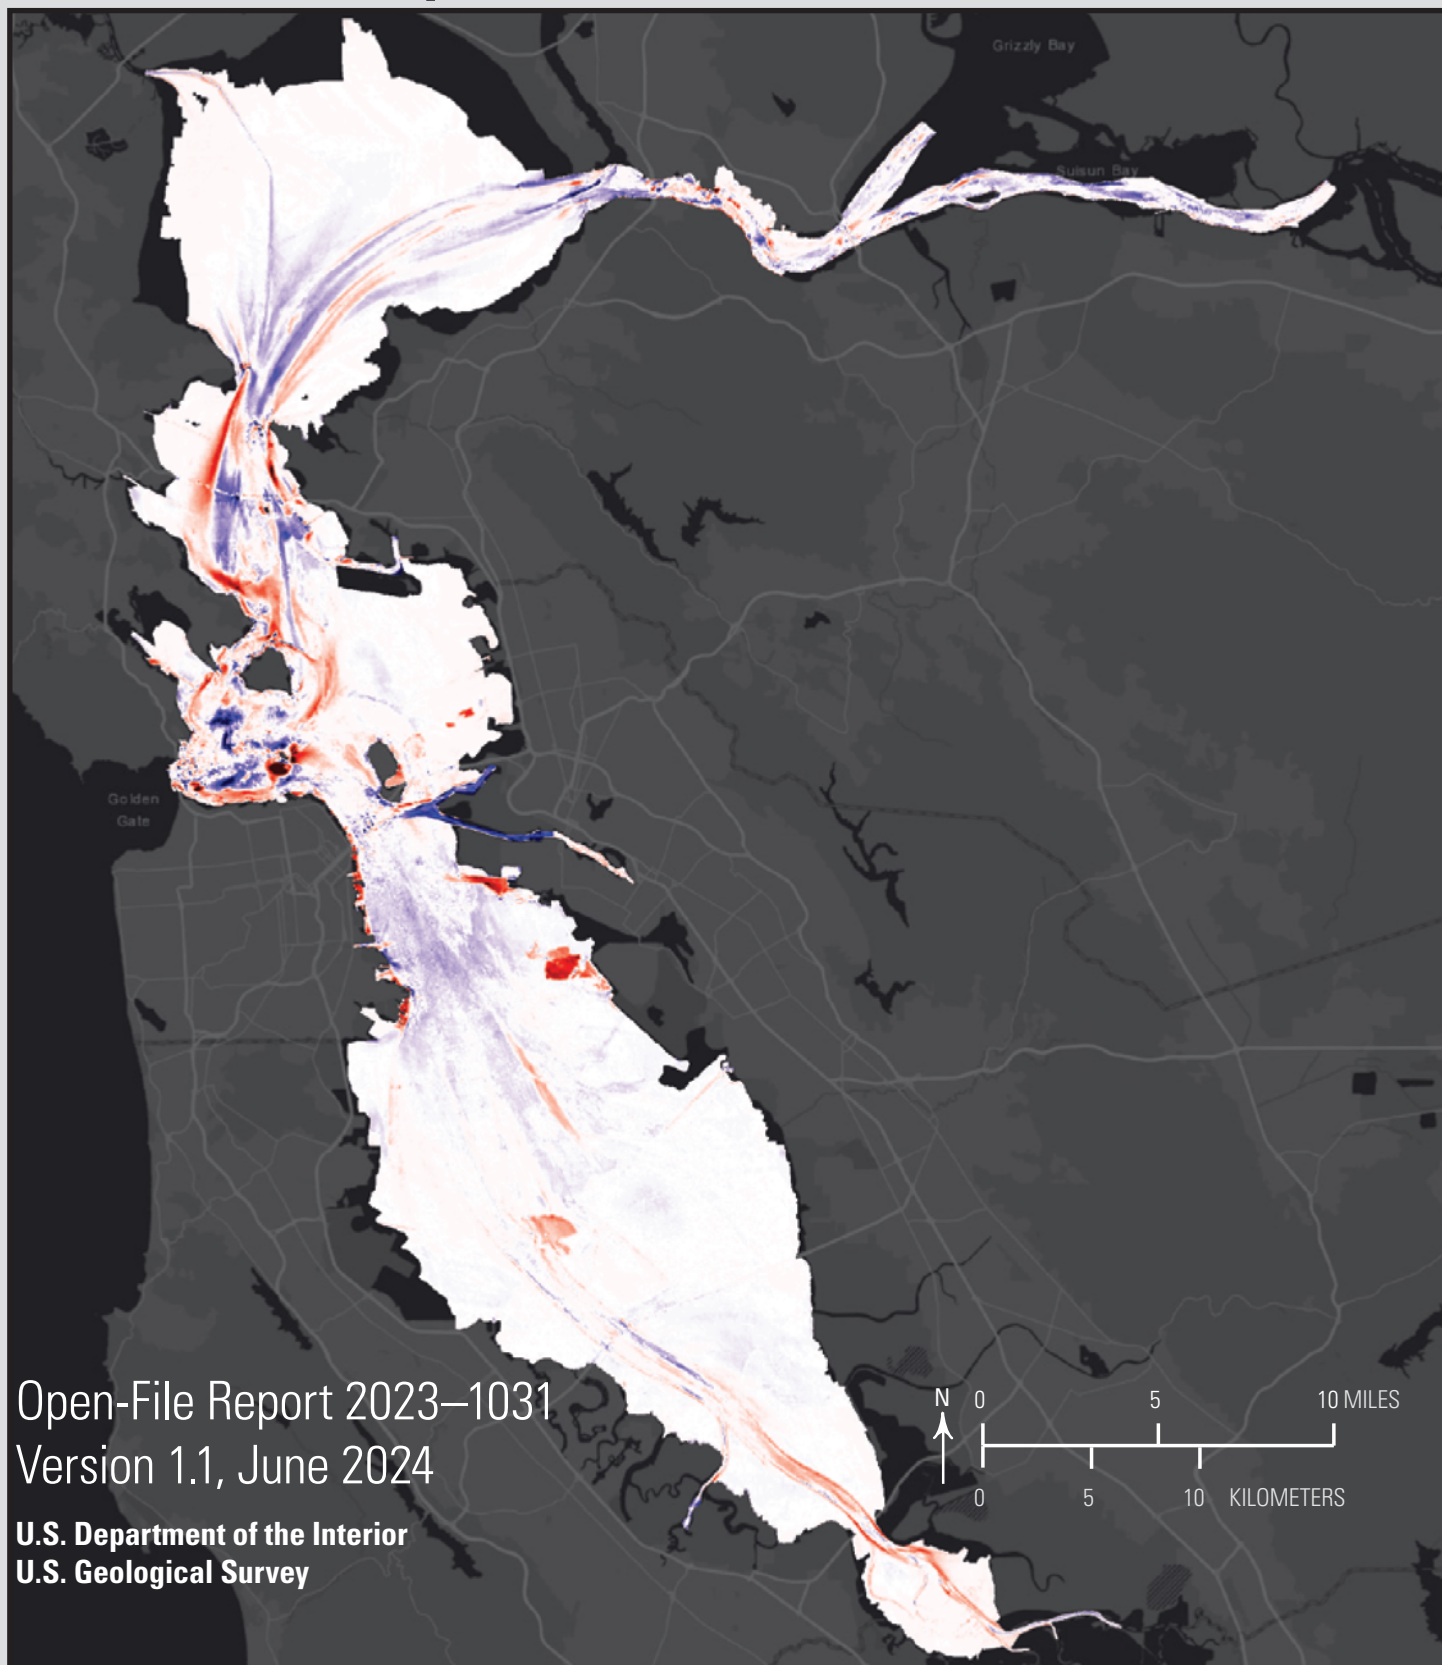 Grizzly Bay
Suisun Bay
Golden
Gate
Open-File Report 2023–1031
Version 1.1, June 2024
U.S. Department of the Interior
U.S. Geological Survey
N
0 5 10 MILES
0 5 10 KILOMETERS